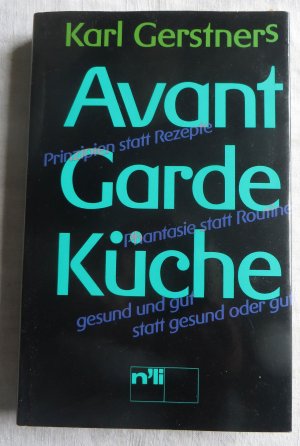 Karl Gerstners
Avant
Prinzipien statt Rezepte
Garde
phantasie statt Routine
Küche
gesund und gut
statt gesund oder gut
n'li